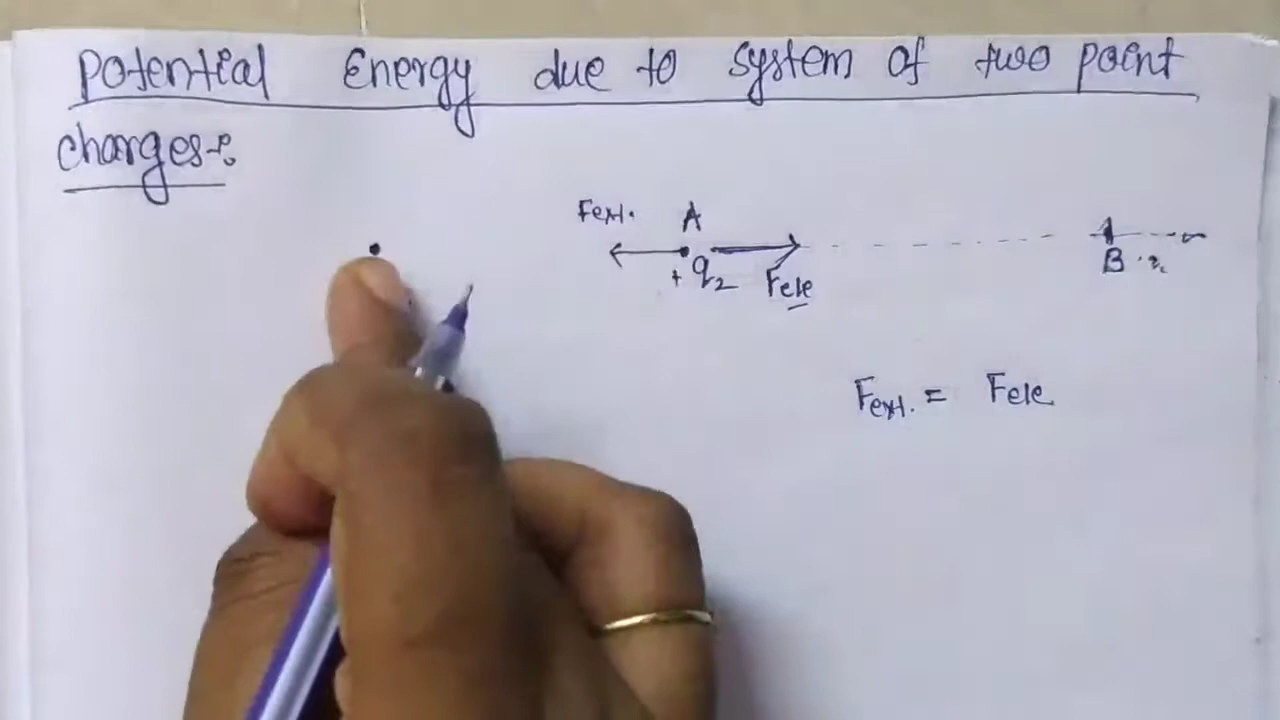 Potential Energy due to system of two point
charges:-
Fext. A
+ q2 Fele
B
∞
Fext. = Fele